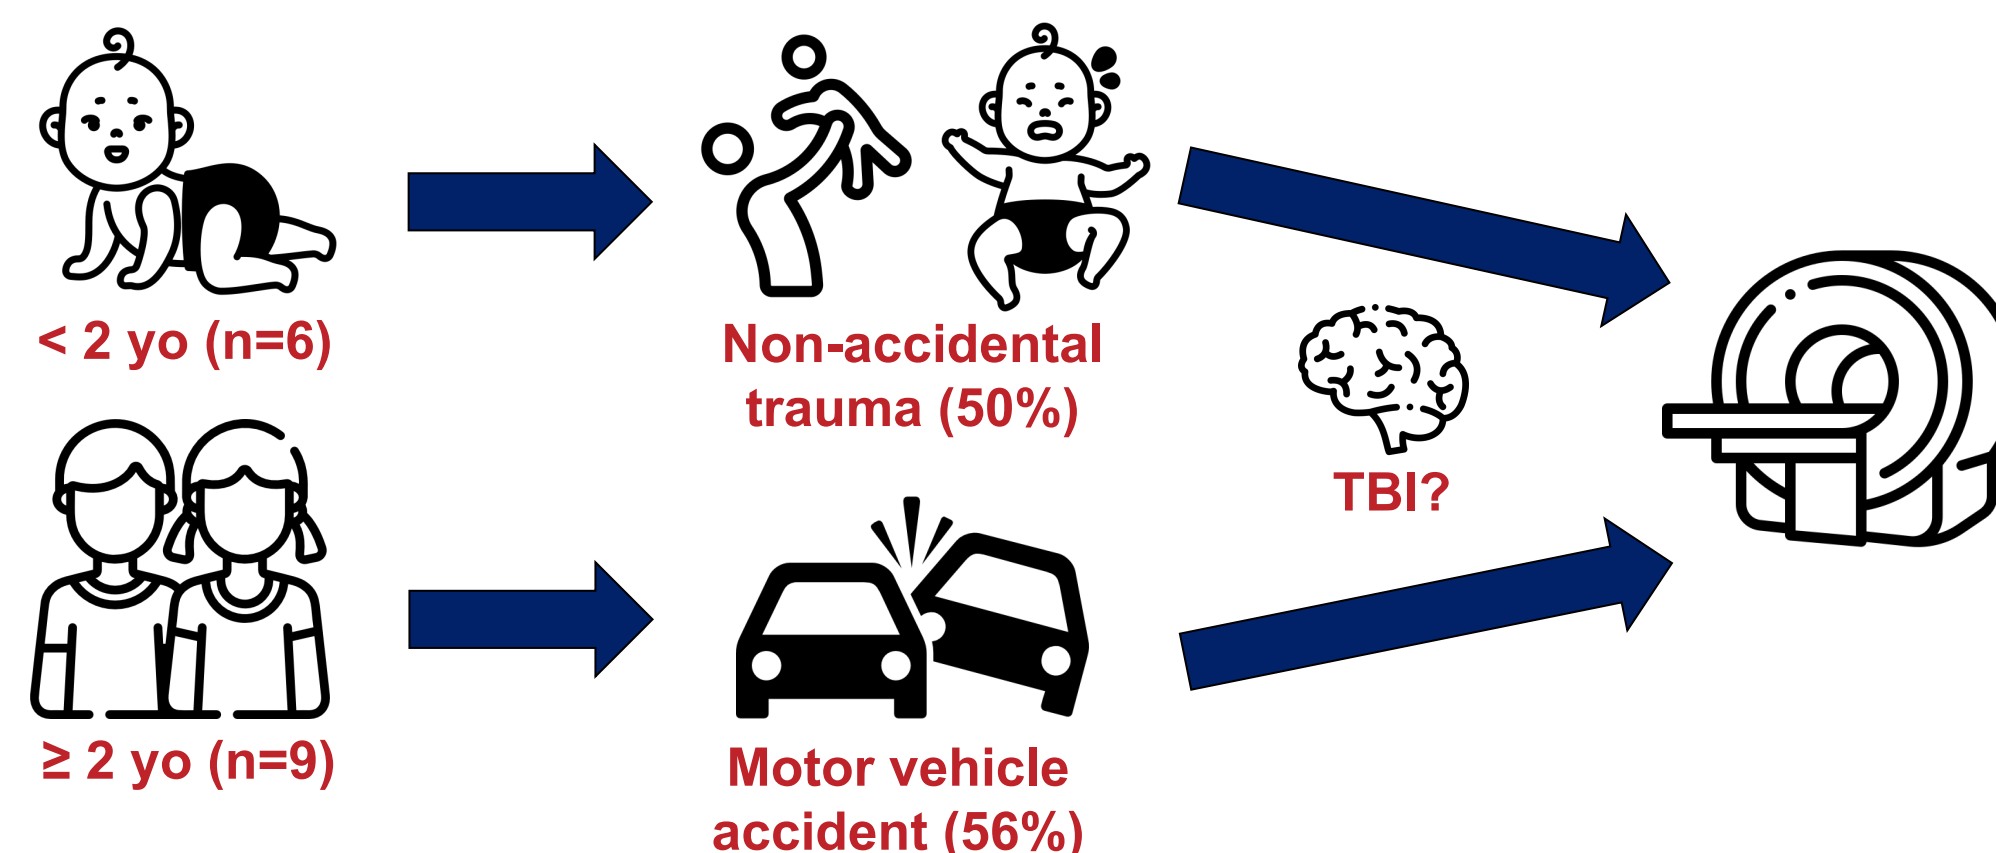 < 2 yo (n=6)
Non-accidental
trauma (50%)
TBI?
≥ 2 yo (n=9)
Motor vehicle
accident (56%)